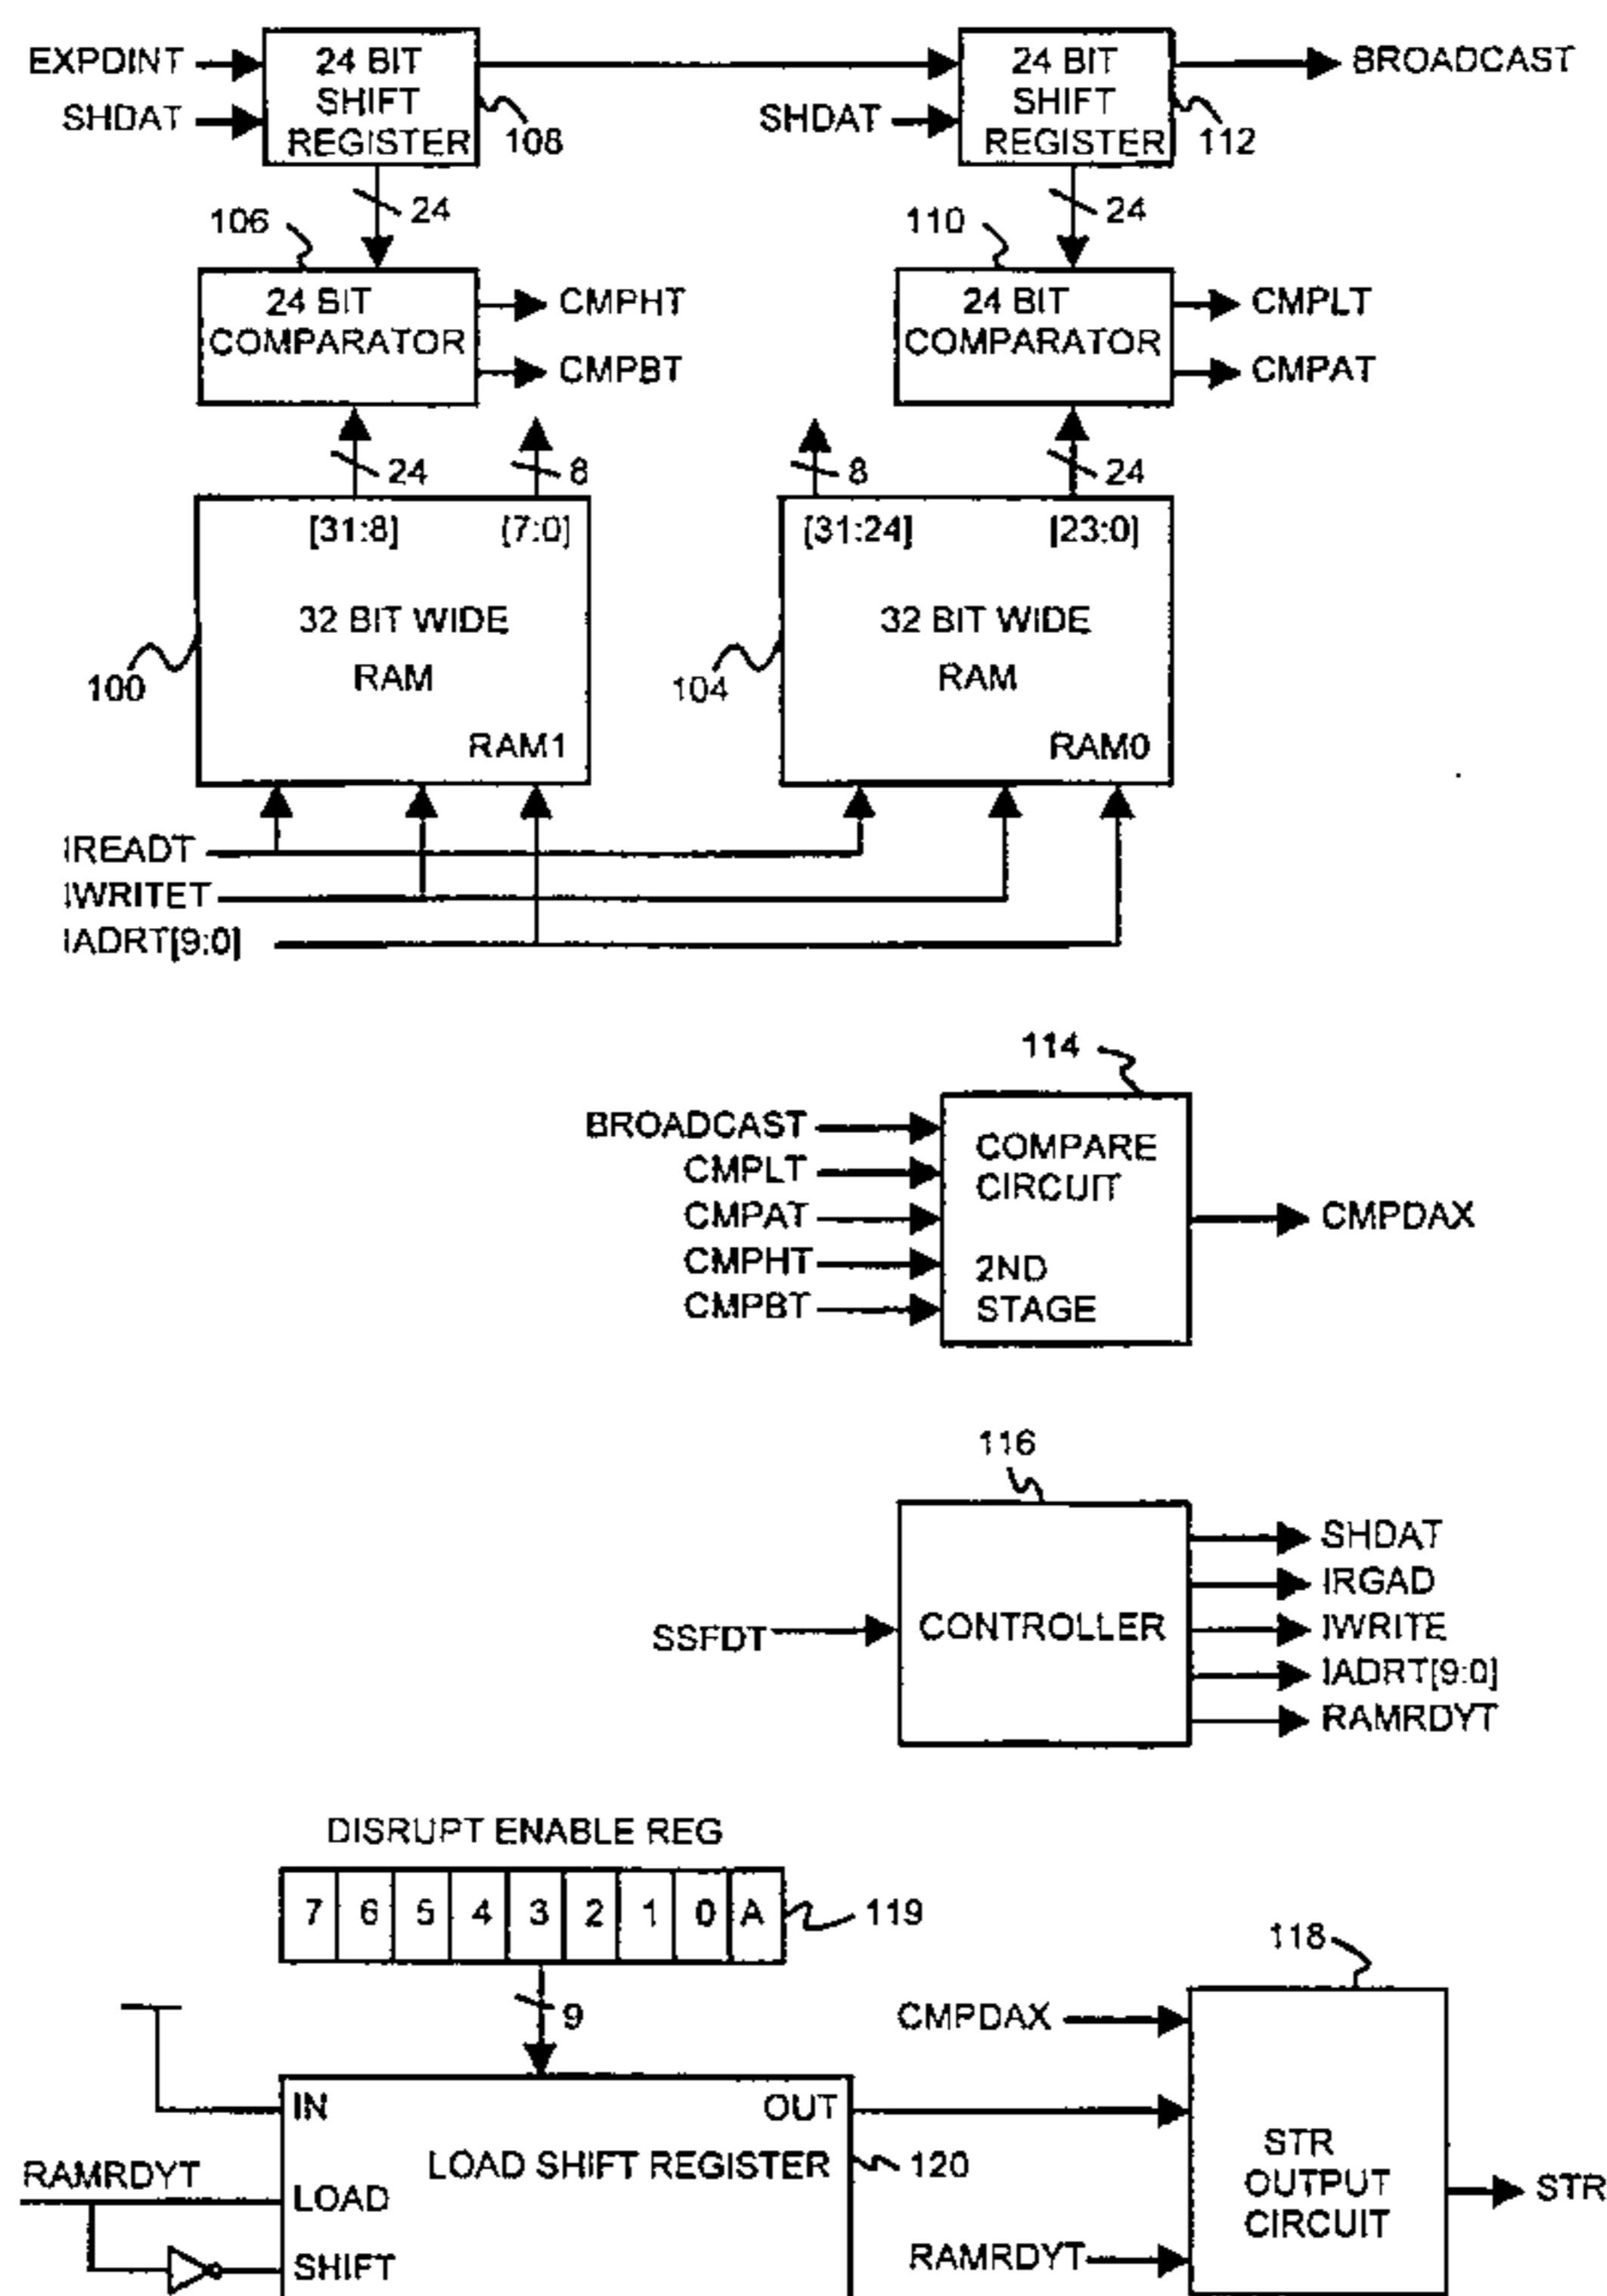 EXPDINT
SHDAT
24 BIT
SHIFT
REGISTER
108
SHDAT
24 BIT
SHIFT
REGISTER
112
BROADCAST
24
24
106
24 BIT
COMPARATOR
CMPHT
CMPBT
110
24 BIT
COMPARATOR
CMPLT
CMPAT
24
8
8
24
[31:8]
[7:0]
32 BIT WIDE
RAM
RAM1
100
[31:24]
[23:0]
32 BIT WIDE
RAM
RAM0
104
IREADT
IWRITET
IADRT[9:0]
114
BROADCAST
CMPLT
CMPAT
CMPHT
CMPBT
COMPARE
CIRCUIT
2ND
STAGE
CMPDAX
116
SSFDT
CONTROLLER
SHDAT
IRGAD
IWRITE
IADRT[9:0]
RAMRDYT
DISRUPT ENABLE REG
7 6 5 4 3 2 1 0 A
119
9
IN
OUT
LOAD SHIFT REGISTER
120
RAMRDYT
LOAD
SHIFT
118
CMPDAX
RAMRDYT
STR
OUTPUT
CIRCUIT
STR